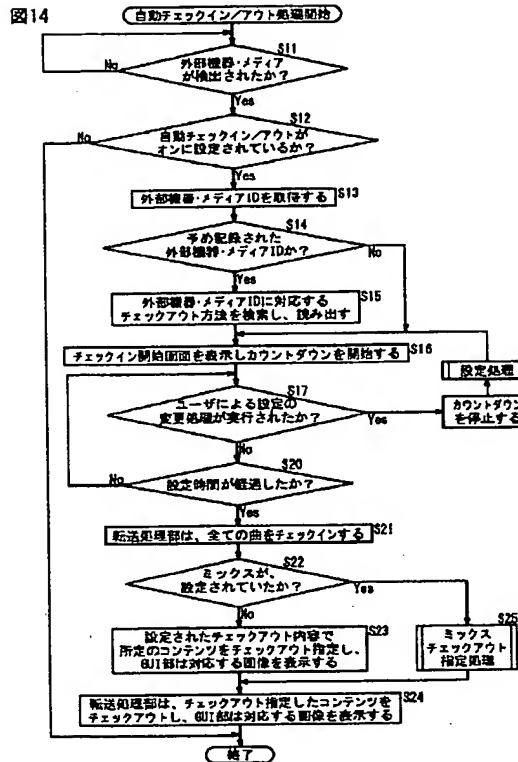 図14
自動チェックイン/アウト処理開始
S11
外部機器・メディア
が検出されたか?
No
Yes
S12
自動チェックイン/アウトが
オンに設定されているか?
No
Yes
外部機器・メディアIDを取得する
S13
S14
予め記録された
外部機器・メディアIDか?
No
Yes
外部機器・メディアIDに対応する
チェックアウト方法を検索し、読み出す
S15
チェックイン開始画面を表示しカウントダウンを開始する
S16
設定処理
S17
ユーザによる設定の
変更処理が実行されたか?
Yes
カウントダウン
を停止する
No
S20
設定時間が経過したか?
No
Yes
転送処理部は、全ての曲をチェックインする
S21
S22
ミックスが、
設定されていたか?
Yes
No
S23
設定されたチェックアウト内容で
所定のコンテンツをチェックアウト指定し、
GUI部は対応する画像を表示する
S25
ミックス
チェックアウト
指定処理
転送処理部は、チェックアウト指定したコンテンツを
チェックアウトし、GUI部は対応する画像を表示する
S24
終了